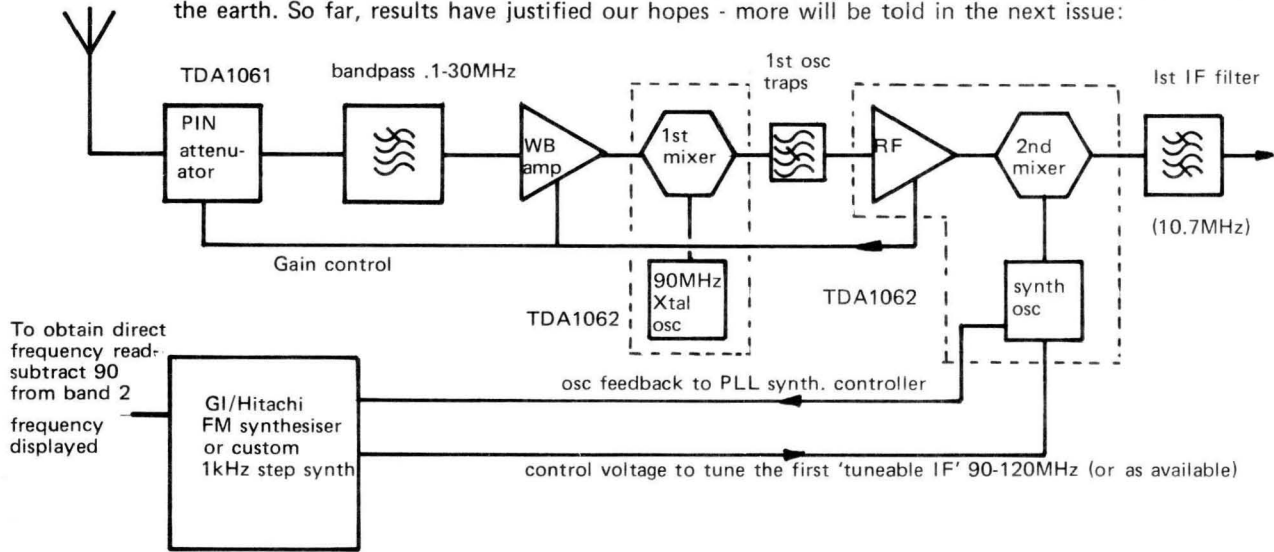 the earth. So far, results have justified our hopes - more will be told in the next issue:
TDA1061
bandpass .1-30MHz
1st osc
traps
Ist IF filter
PIN
attenu-
ator
WB
amp
1st
mixer
RF
2nd
mixer
(10.7MHz)
Gain control
90MHz
Xtal
osc
TDA1062
TDA1062
synth
osc
To obtain direct
frequency read-
subtract 90
from band 2
frequency
displayed
GI/Hitachi
FM synthesiser
or custom
1kHz step synth
osc feedback to PLL synth. controller
control voltage to tune the first 'tuneable IF' 90-120MHz (or as available)